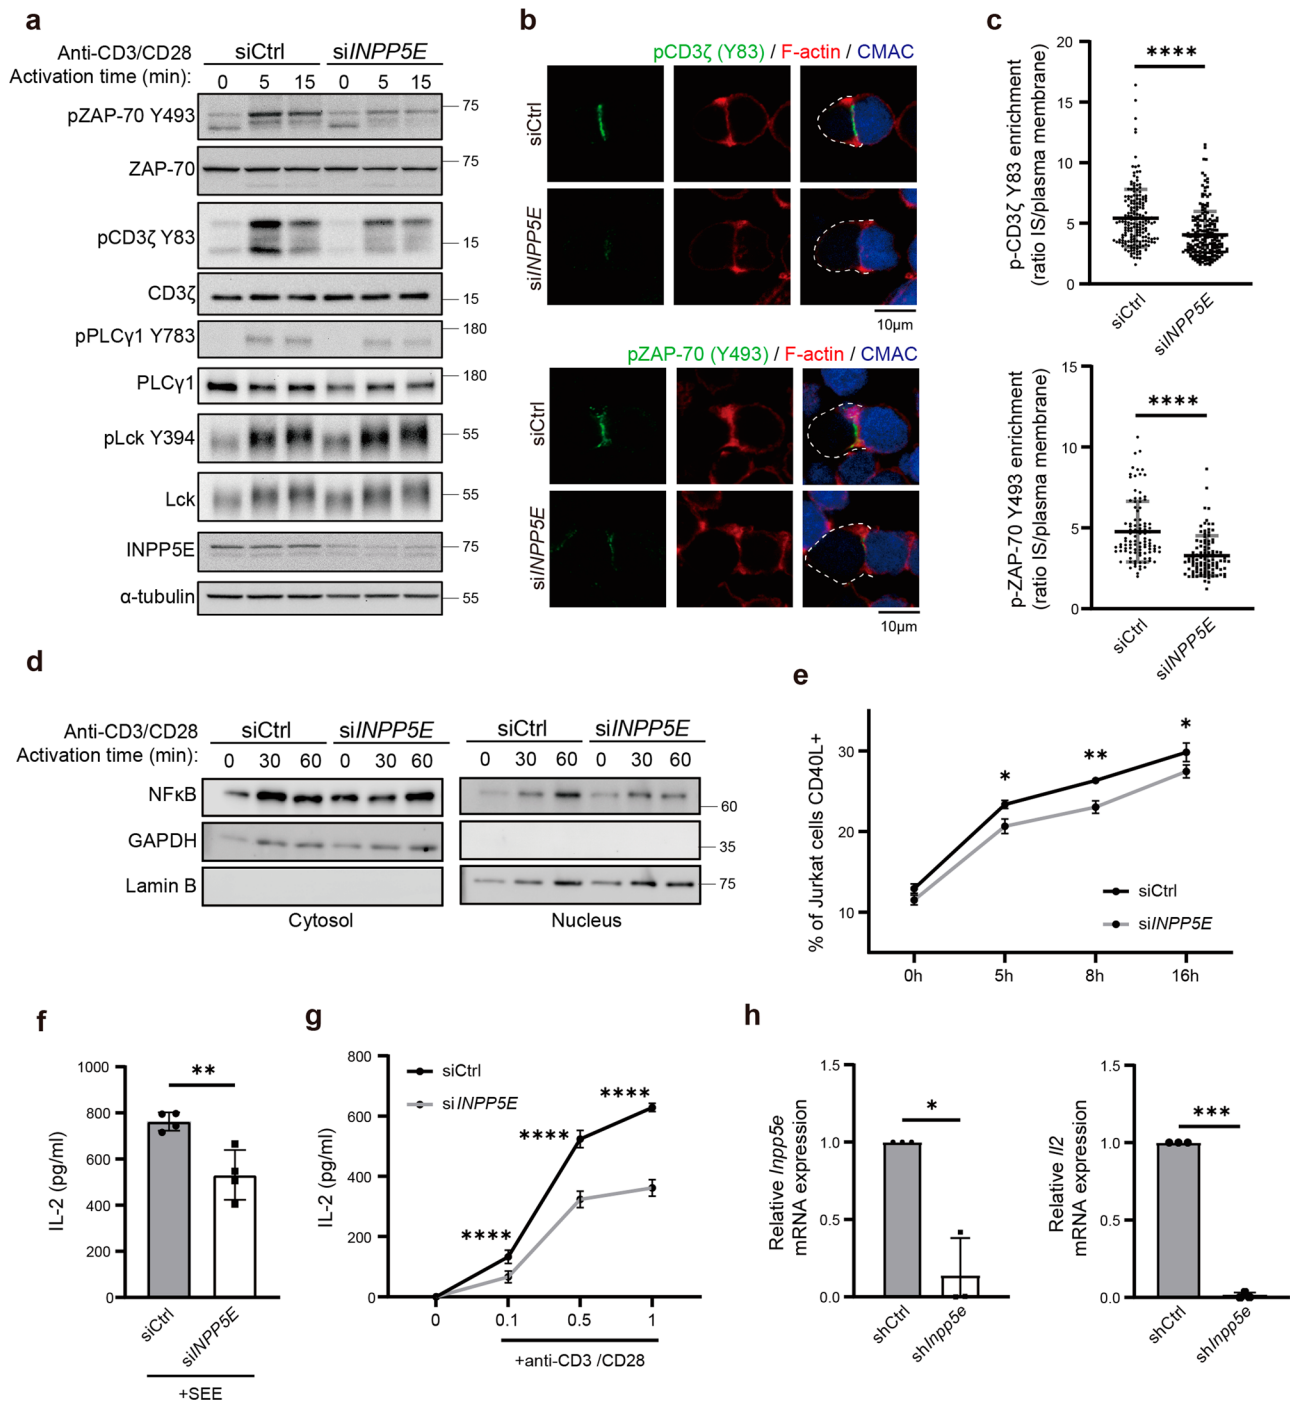 a
Anti-CD3/CD28 siCtrl siINPP5E
Activation time (min): 0 5 15 0 5 15
pZAP-70 Y493 75
ZAP-70 75
pCD3ζ Y83 15
CD3ζ 15
pPLCγ1 Y783 180
PLCγ1 180
pLck Y394 55
Lck 55
INPP5E 75
α-tubulin 55
b
pCD3ζ (Y83) / F-actin / CMAC
siCtrl
siINPP5E
10μm
pZAP-70 (Y493) / F-actin / CMAC
siCtrl
siINPP5E
10μm
c
p-CD3ζ Y83 enrichment
(ratio IS/plasma membrane)
20
15
10
5
0
****
siCtrl siINPP5E
p-ZAP-70 Y493 enrichment
(ratio IS/plasma membrane)
15
10
5
0
****
siCtrl siINPP5E
d
Anti-CD3/CD28 siCtrl siINPP5E siCtrl siINPP5E
Activation time (min): 0 30 60 0 30 60 0 30 60 0 30 60
NFκB 60
GAPDH 35
Lamin B 75
Cytosol Nucleus
e
% of Jurkat cells CD40L+
30
20
10
* ** *
siCtrl
siINPP5E
0h 5h 8h 16h
f
IL-2 (pg/ml)
1000
800
600
400
200
0
**
siCtrl siINPP5E
+SEE
g
IL-2 (pg/ml)
800
600
400
200
0
siCtrl
siINPP5E
****
****
****
0 0.1 0.5 1
+anti-CD3 /CD28
h
Relative Inpp5e
mRNA expression
1.5
1.0
0.5
0.0
*
shCtrl shInpp5e
Relative Il2
mRNA expression
1.5
1.0
0.5
0.0
***
shCtrl shInpp5e